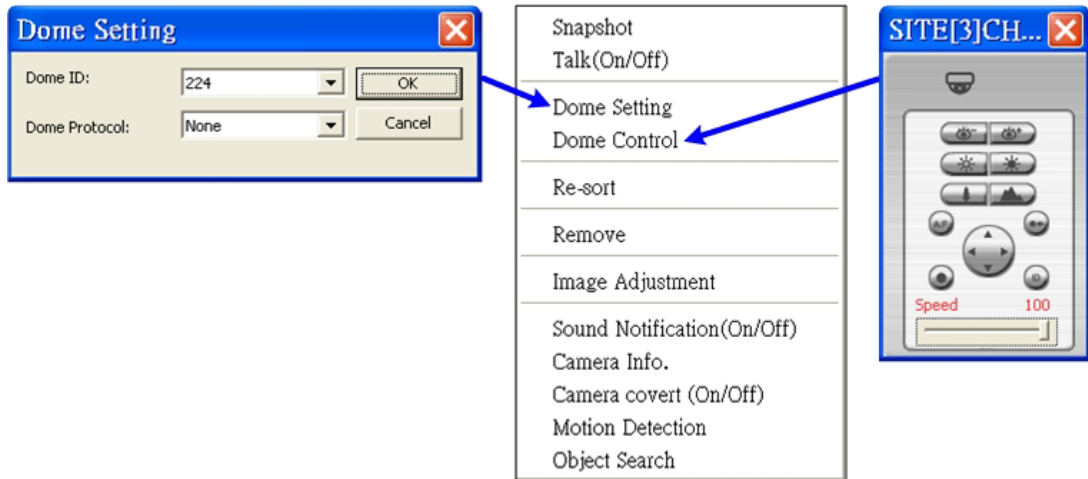 Dome Setting
Dome ID:
224
OK
Dome Protocol:
None
Cancel
Snapshot
Talk(On/Off)
Dome Setting
Dome Control
Re-sort
Remove
Image Adjustment
Sound Notification(On/Off)
Camera Info.
Camera covert (On/Off)
Motion Detection
Object Search
SITE[3]CH...
A.F
ID
Speed 100